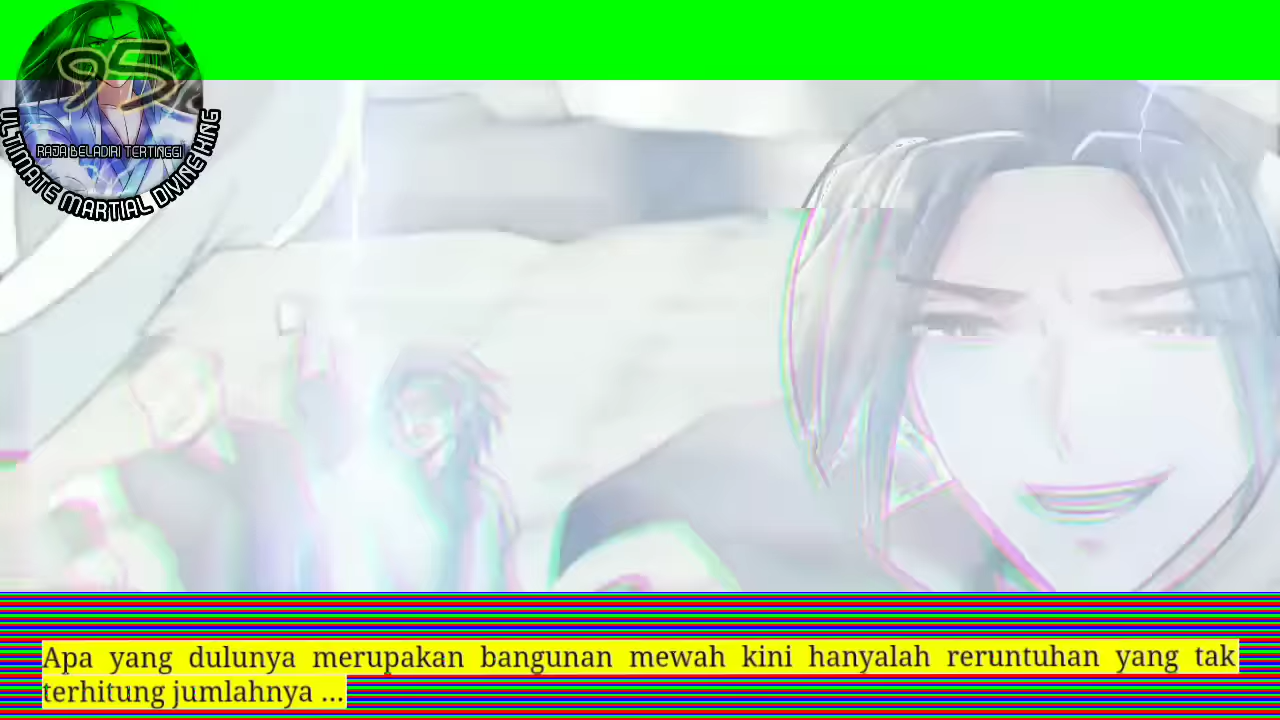 95
RAJA BELADIRI TERTINGGI
ULTIMATE MARTIAL DIVINE KING
Apa yang dulunya merupakan bangunan mewah kini hanyalah reruntuhan yang tak
terhitung jumlahnya ...